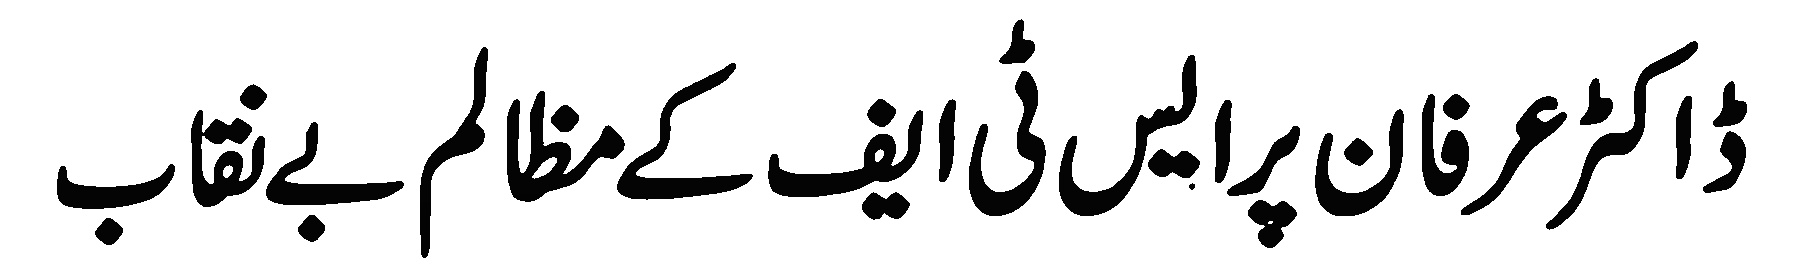 ڈاکٹر عرفان پر ایس ٹی ایف کے مظالم بے نقاب